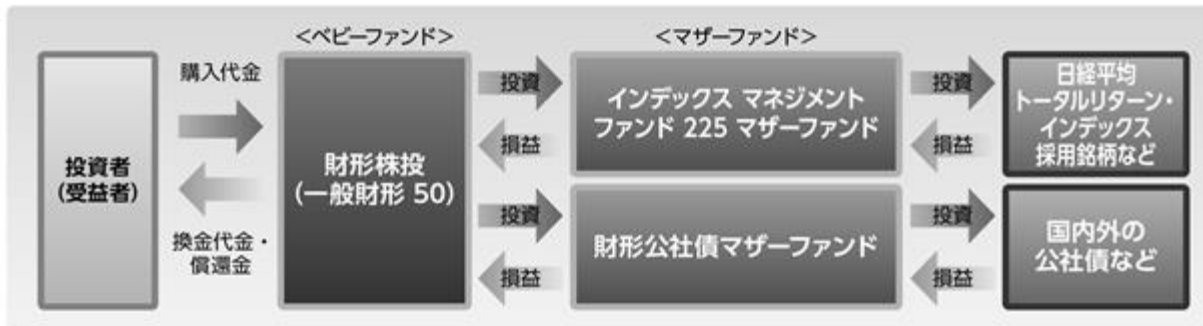 <ベビーファンド>
<マザーファンド>
購入代金
投資者
(受益者)
換金代金・
償還金
財形株投
(一般財形 50)
投資
損益
インデックス マネジメント
ファンド 225 マザーファンド
投資
損益
日経平均
トータルリターン・
インデックス
採用銘柄など
投資
損益
財形公社債マザーファンド
投資
損益
国内外の
公社債など